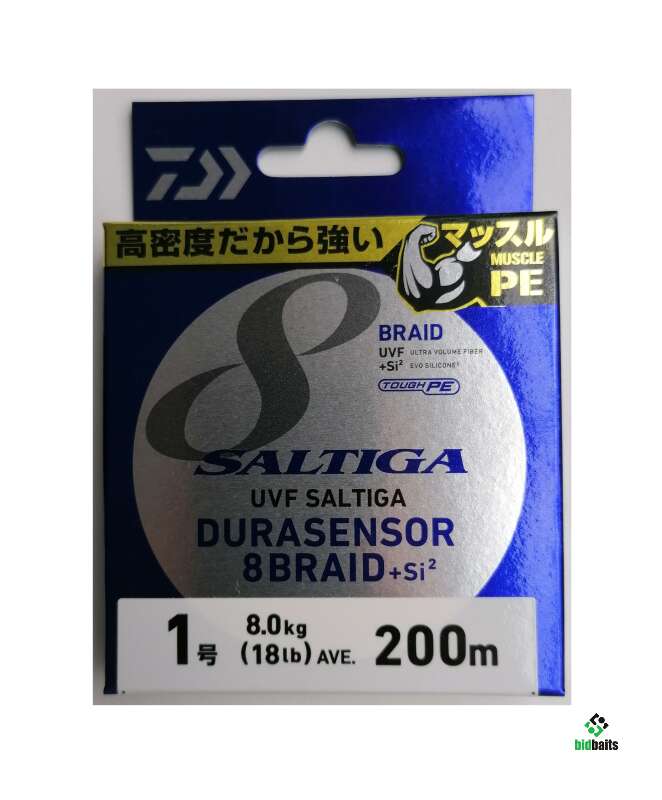 高密度だから強い
マッスル
MUSCLE
PE
8 BRAID
UVF ULTRA VOLUME FIBER
+Si² EVO SILICONE²
TOUGH PE
SALTIGA
UVF SALTIGA
DURASENSOR
8BRAID+Si²
1号 8.0kg (18lb) AVE. 200m
bidbaits